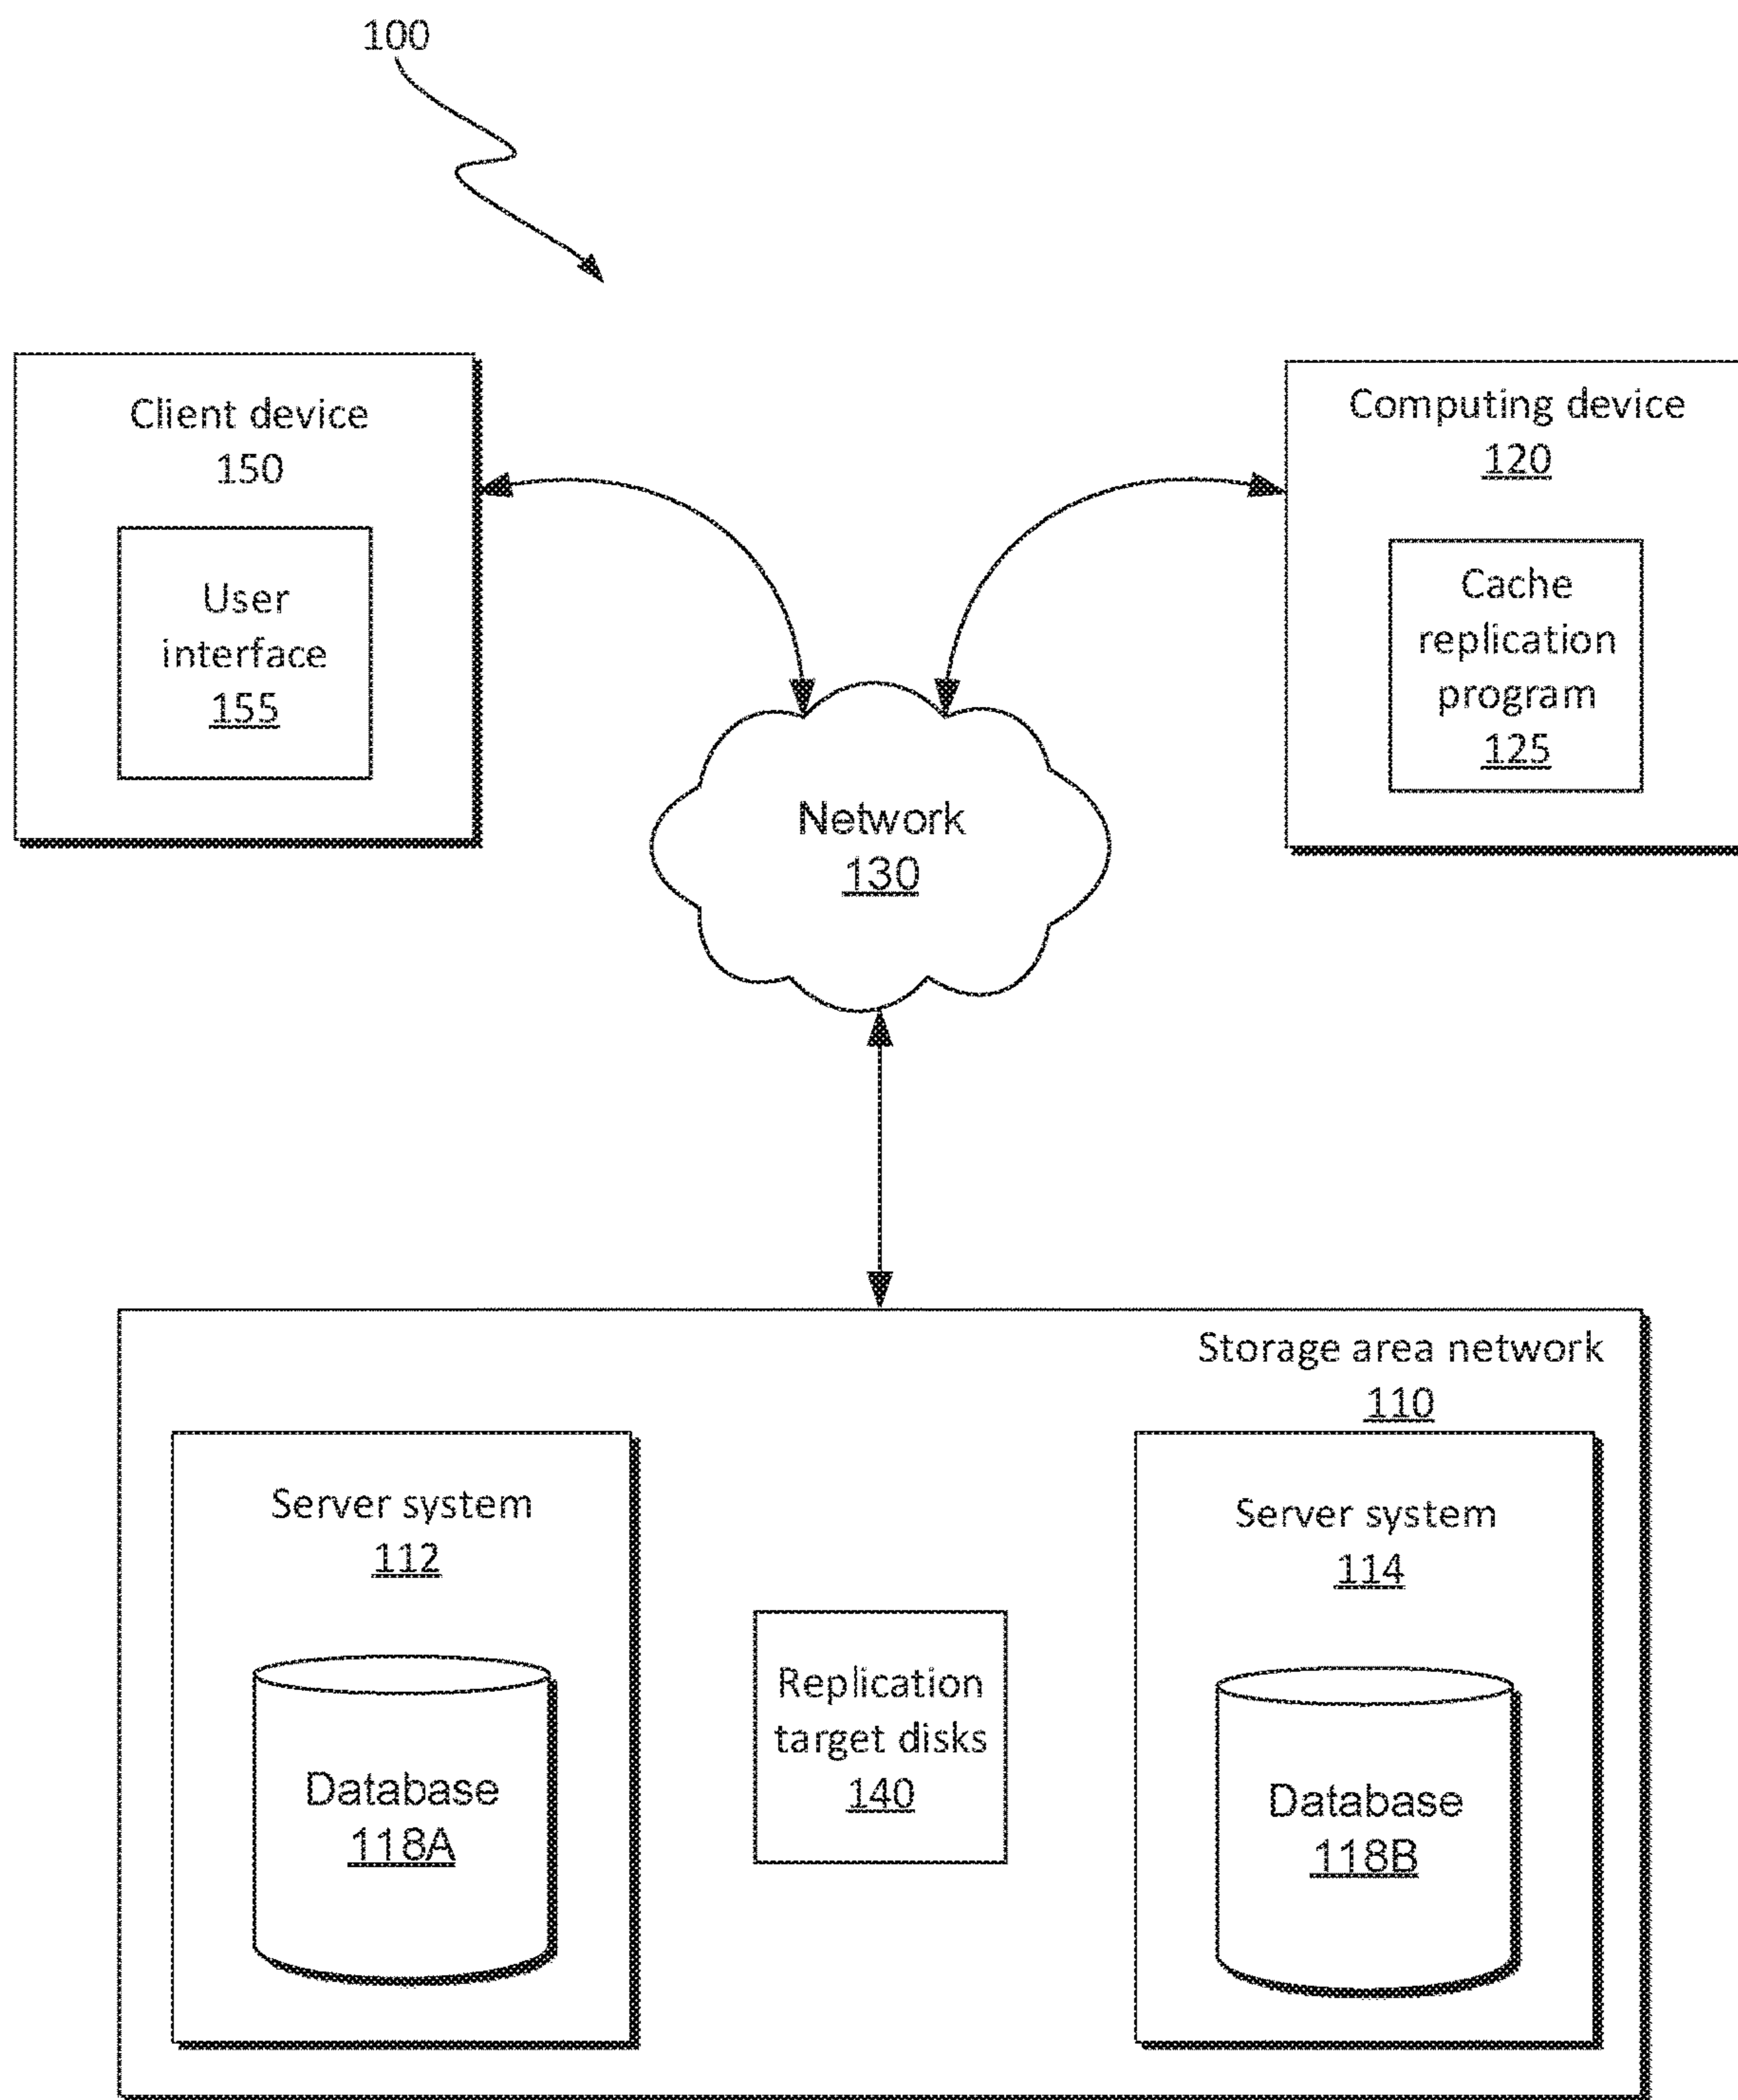 100
Client device
150
User
interface
155
Computing device
120
Cache
replication
program
125
Network
130
Storage area network
110
Server system
112
Database
118A
Replication
target disks
140
Server system
114
Database
118B